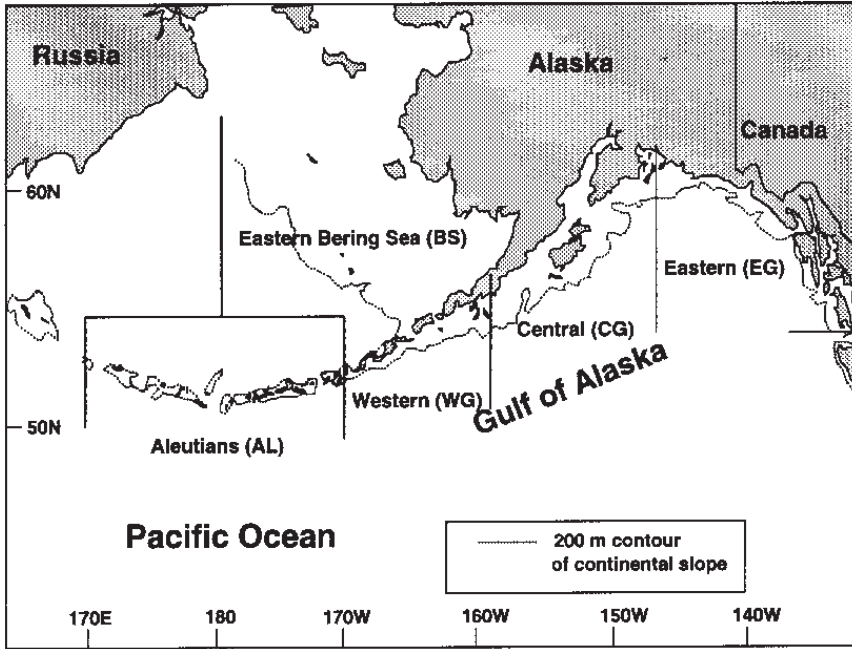 Russia
Alaska
Canada
60N
Eastern Bering Sea (BS)
Eastern (EG)
Central (CG)
Western (WG)
Gulf of Alaska
50N
Aleutians (AL)
Pacific Ocean
200 m contour
of continental slope
170E 180 170W 160W 150W 140W